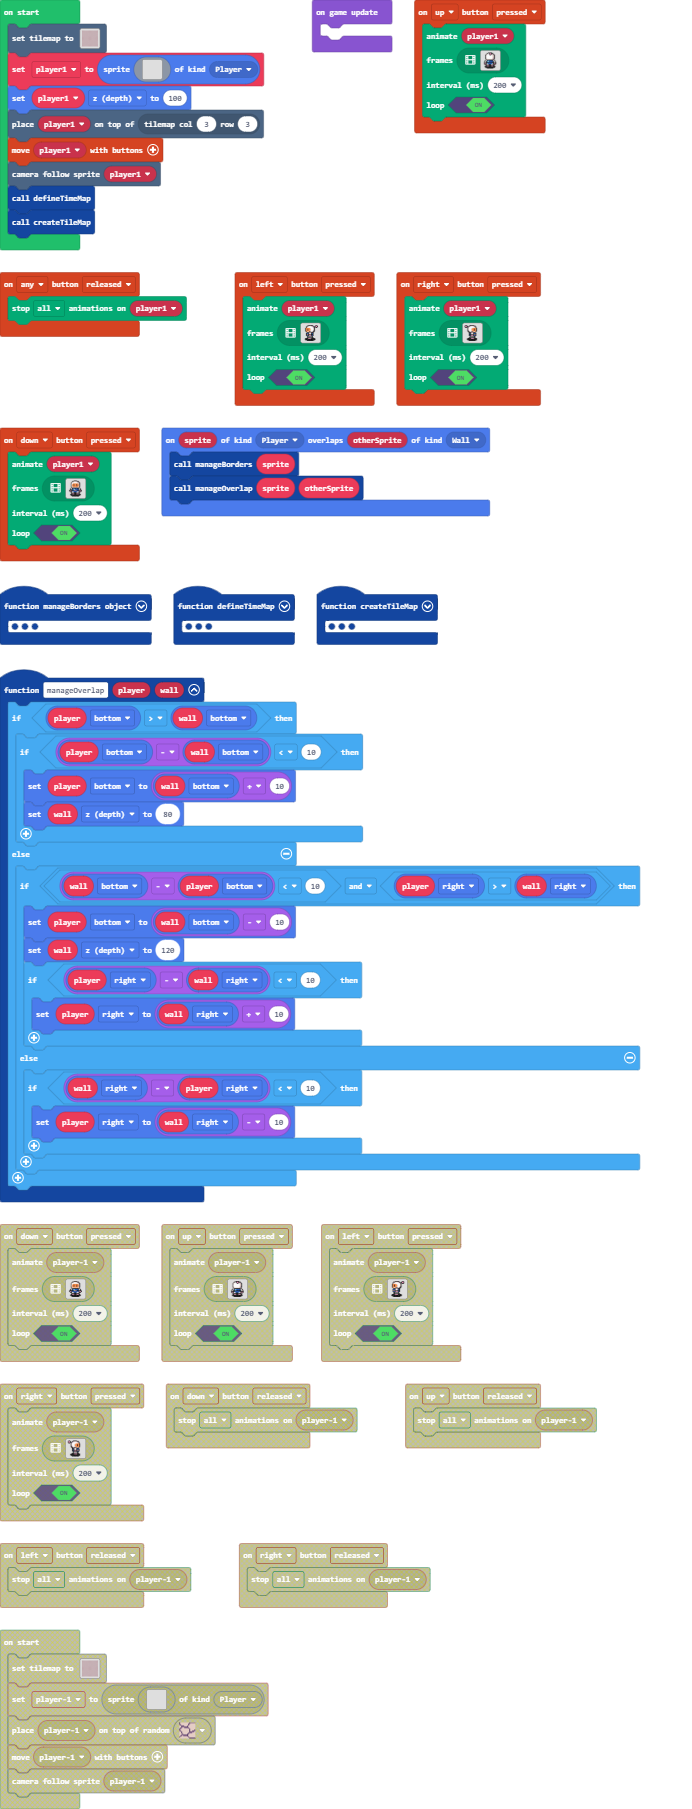 on start
set tilemap to
set player1 to sprite of kind Player
set player1 z (depth) to 100
place player1 on top of tilemap col 3 row 3
move player1 with buttons
camera follow sprite player1
call defineTimeMap
call createTileMap
on game update
on up button pressed
animate player1
frames
interval (ms) 200
loop ON
on any button released
stop all animations on player1
on left button pressed
animate player1
frames
interval (ms) 200
loop ON
on right button pressed
animate player1
frames
interval (ms) 200
loop ON
on down button pressed
animate player1
frames
interval (ms) 200
loop ON
on sprite of kind Player overlaps otherSprite of kind Wall
call manageBorders sprite
call manageOverlap sprite otherSprite
function manageBorders object
function defineTimeMap
function createTileMap
function manageOverlap player wall
if player bottom > wall bottom then
if player bottom - wall bottom < 10 then
set player bottom to wall bottom + 10
set wall z (depth) to 80
else
if wall bottom - player bottom < 10 and player right > wall right then
set player bottom to wall bottom - 10
set wall z (depth) to 120
if player right - wall right < 10 then
set player right to wall right + 10
else
if wall right - player right < 10 then
set player right to wall right - 10
on down button pressed
animate player-1
frames
interval (ms) 200
loop ON
on up button pressed
animate player-1
frames
interval (ms) 200
loop ON
on left button pressed
animate player-1
frames
interval (ms) 200
loop ON
on right button pressed
animate player-1
frames
interval (ms) 200
loop ON
on down button released
stop all animations on player-1
on up button released
stop all animations on player-1
on left button released
stop all animations on player-1
on right button released
stop all animations on player-1
on start
set tilemap to
set player-1 to sprite of kind Player
place player-1 on top of random
move player-1 with buttons
camera follow sprite player-1